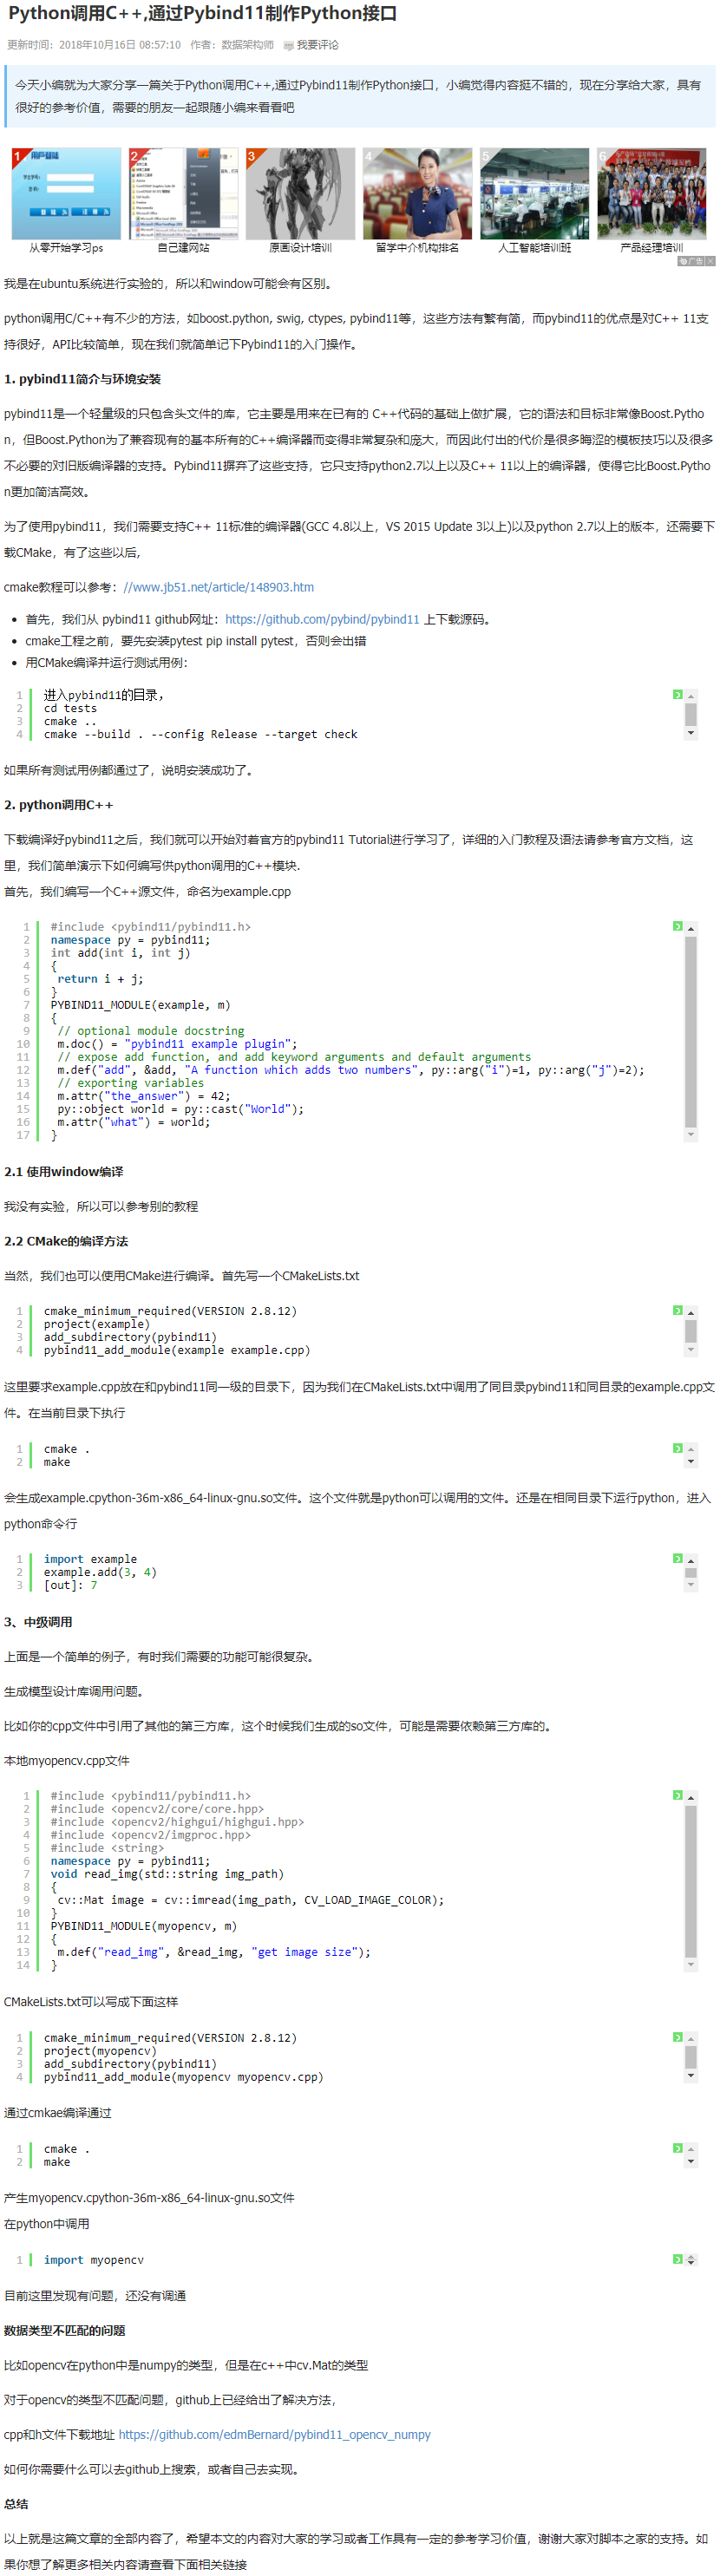 Python调用C++,通过Pybind11制作Python接口
更新时间：2018年10月16日 08:57:10 作者：数据架构师 我要评论
今天小编就为大家分享一篇关于Python调用C++,通过Pybind11制作Python接口，小编觉得内容挺不错的，现在分享给大家，具有
很好的参考价值，需要的朋友一起跟随小编来看看吧
1 2 3 4 5 6
用户登陆
从零开始学习ps 自己建网站 原画设计培训 留学中介机构排名 人工智能培训班 产品经理培训
广告
我是在ubuntu系统进行实验的，所以和window可能会有区别。
python调用C/C++有不少的方法，如boost.python, swig, ctypes, pybind11等，这些方法有繁有简，而pybind11的优点是对C++ 11支
持很好，API比较简单，现在我们就简单记下Pybind11的入门操作。
1. pybind11简介与环境安装
pybind11是一个轻量级的只包含头文件的库，它主要是用来在已有的 C++代码的基础上做扩展，它的语法和目标非常像Boost.Pytho
n，但Boost.Python为了兼容现有的基本所有的C++编译器而变得非常复杂和庞大，而因此付出的代价是很多晦涩的模板技巧以及很多
不必要的对旧版编译器的支持。Pybind11摒弃了这些支持，它只支持python2.7以上以及C++ 11以上的编译器，使得它比Boost.Pytho
n更加简洁高效。
为了使用pybind11，我们需要支持C++ 11标准的编译器(GCC 4.8以上，VS 2015 Update 3以上)以及python 2.7以上的版本，还需要下
载CMake，有了这些以后,
cmake教程可以参考：//www.jb51.net/article/148903.htm
首先，我们从 pybind11 github网址：https://github.com/pybind/pybind11 上下载源码。
cmake工程之前，要先安装pytest pip install pytest，否则会出错
用CMake编译并运行测试用例：
1 进入pybind11的目录，
2 cd tests
3 cmake ..
4 cmake --build . --config Release --target check
如果所有测试用例都通过了，说明安装成功了。
2. python调用C++
下载编译好pybind11之后，我们就可以开始对着官方的pybind11 Tutorial进行学习了，详细的入门教程及语法请参考官方文档，这
里，我们简单演示下如何编写供python调用的C++模块.
首先，我们编写一个C++源文件，命名为example.cpp
1 #include <pybind11/pybind11.h>
2 namespace py = pybind11;
3 int add(int i, int j)
4 {
5 return i + j;
6 }
7 PYBIND11_MODULE(example, m)
8 {
9 // optional module docstring
10 m.doc() = "pybind11 example plugin";
11 // expose add function, and add keyword arguments and default arguments
12 m.def("add", &add, "A function which adds two numbers", py::arg("i")=1, py::arg("j")=2);
13 // exporting variables
14 m.attr("the_answer") = 42;
15 py::object world = py::cast("World");
16 m.attr("what") = world;
17 }
2.1 使用window编译
我没有实验，所以可以参考别的教程
2.2 CMake的编译方法
当然，我们也可以使用CMake进行编译。首先写一个CMakeLists.txt
1 cmake_minimum_required(VERSION 2.8.12)
2 project(example)
3 add_subdirectory(pybind11)
4 pybind11_add_module(example example.cpp)
这里要求example.cpp放在和pybind11同一级的目录下，因为我们在CMakeLists.txt中调用了同目录pybind11和同目录的example.cpp文
件。在当前目录下执行
1 cmake .
2 make
会生成example.cpython-36m-x86_64-linux-gnu.so文件。这个文件就是python可以调用的文件。还是在相同目录下运行python，进入
python命令行
1 import example
2 example.add(3, 4)
3 [out]: 7
3、中级调用
上面是一个简单的例子，有时我们需要的功能可能很复杂。
生成模型设计库调用问题。
比如你的cpp文件中引用了其他的第三方库，这个时候我们生成的so文件，可能是需要依赖第三方库的。
本地myopencv.cpp文件
1 #include <pybind11/pybind11.h>
2 #include <opencv2/core/core.hpp>
3 #include <opencv2/highgui/highgui.hpp>
4 #include <opencv2/imgproc.hpp>
5 #include <string>
6 namespace py = pybind11;
7 void read_img(std::string img_path)
8 {
9 cv::Mat image = cv::imread(img_path, CV_LOAD_IMAGE_COLOR);
10 }
11 PYBIND11_MODULE(myopencv, m)
12 {
13 m.def("read_img", &read_img, "get image size");
14 }
CMakeLists.txt可以写成下面这样
1 cmake_minimum_required(VERSION 2.8.12)
2 project(myopencv)
3 add_subdirectory(pybind11)
4 pybind11_add_module(myopencv myopencv.cpp)
通过cmkae编译通过
1 cmake .
2 make
产生myopencv.cpython-36m-x86_64-linux-gnu.so文件
在python中调用
1 import myopencv
目前这里发现有问题，还没有调通
数据类型不匹配的问题
比如opencv在python中是numpy的类型，但是在c++中cv.Mat的类型
对于opencv的类型不匹配问题，github上已经给出了解决方法，
cpp和h文件下载地址 https://github.com/edmBernard/pybind11_opencv_numpy
如何你需要什么可以去github上搜索，或者自己去实现。
总结
以上就是这篇文章的全部内容了，希望本文的内容对大家的学习或者工作具有一定的参考学习价值，谢谢大家对脚本之家的支持。如
果你想了解更多相关内容请查看下面相关链接